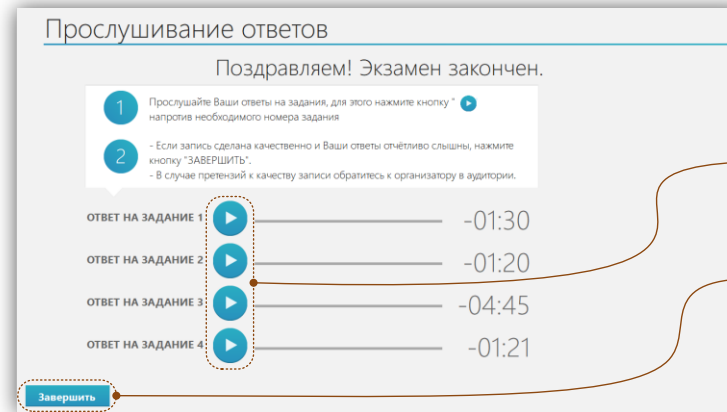 Прослушивание ответов
Поздравляем! Экзамен закончен.
1
Прослушайте Ваши ответы на задания, для этого нажмите кнопку "
напротив необходимого номера задания
2
- Если запись сделана качественно и Ваши ответы отчётливо слышны, нажмите
кнопку "ЗАВЕРШИТЬ".
- В случае претензий к качеству записи обратитесь к организатору в аудитории.
ОТВЕТ НА ЗАДАНИЕ 1 -01:30
ОТВЕТ НА ЗАДАНИЕ 2 -01:20
ОТВЕТ НА ЗАДАНИЕ 3 -04:45
ОТВЕТ НА ЗАДАНИЕ 4 -01:21
Завершить